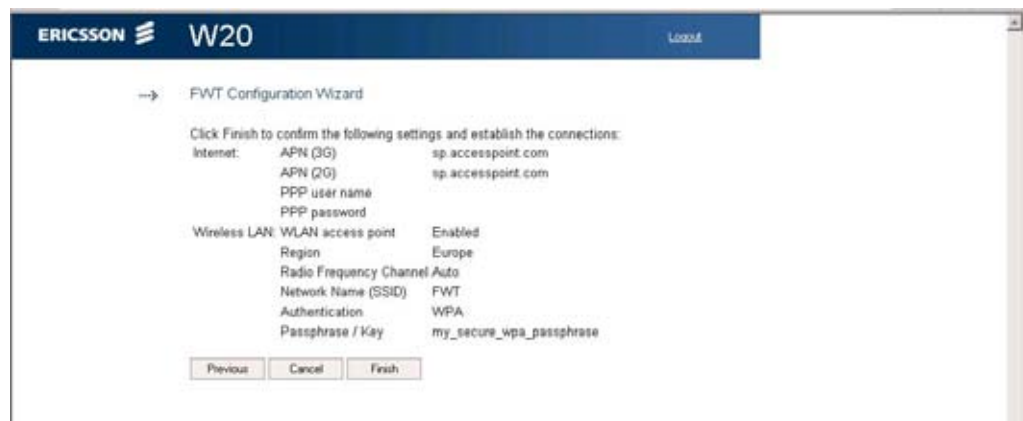 ERICSSON W20 Logout
FWT Configuration Wizard
Click Finish to confirm the following settings and establish the connections:
Internet: APN (3G) sp.accesspoint.com
APN (2G) sp.accesspoint.com
PPP user name
PPP password
Wireless LAN: WLAN access point Enabled
Region Europe
Radio Frequency Channel Auto
Network Name (SSID) FWT
Authentication WPA
Passphrase / Key my_secure_wpa_passphrase
Previous Cancel Finish